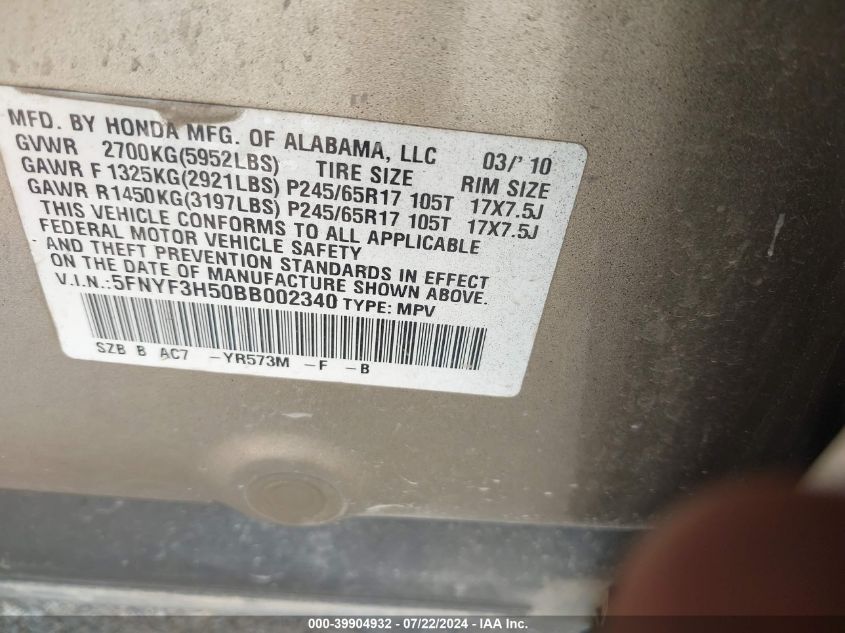 MFD. BY HONDA MFG. OF ALABAMA, LLC 03/' 10
GVWR 2700KG(5952LBS) TIRE SIZE RIM SIZE
GAWR F 1325KG(2921LBS) P245/65R17 105T 17X7.5J
GAWR R1450KG(3197LBS) P245/65R17 105T 17X7.5J
THIS VEHICLE CONFORMS TO ALL APPLICABLE
FEDERAL MOTOR VEHICLE SAFETY
AND THEFT PREVENTION STANDARDS IN EFFECT
ON THE DATE OF MANUFACTURE SHOWN ABOVE.
V.I.N.:5FNYF3H50BB002340 TYPE: MPV
SZB B AC7 -YR573M -F -B
000-39904932 - 07/22/2024 - IAA Inc.